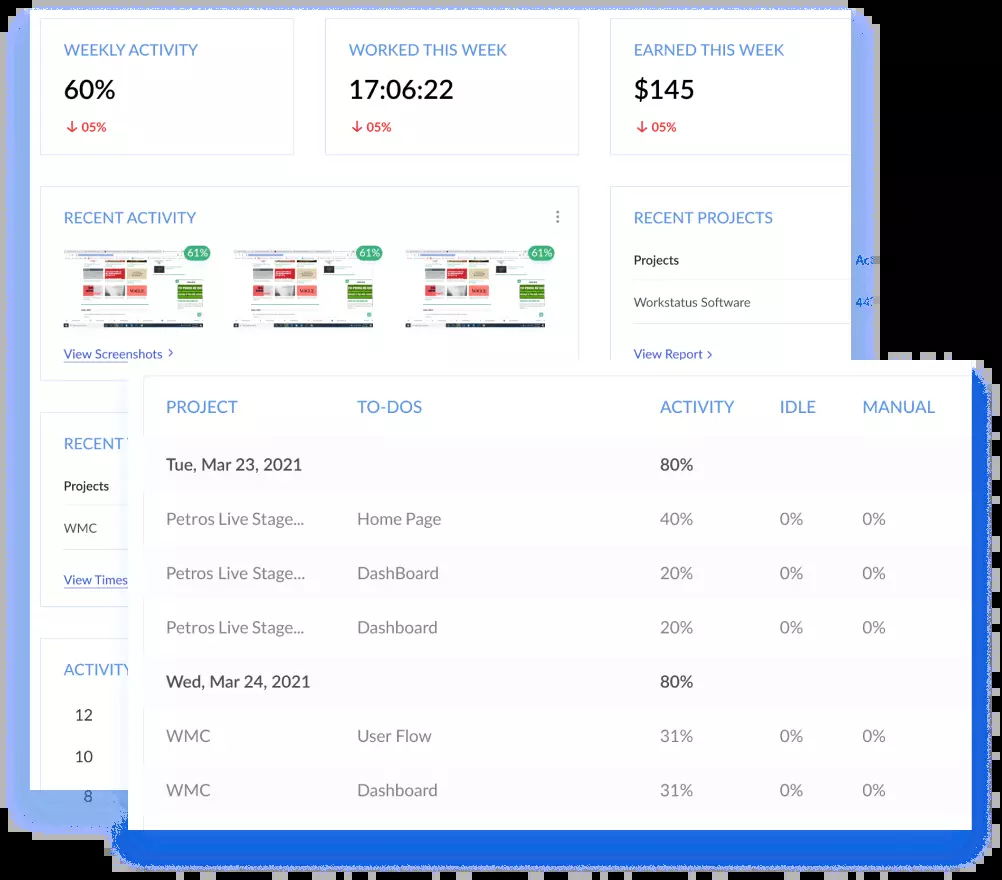 WEEKLY ACTIVITY
60%
↓ 05%
WORKED THIS WEEK
17:06:22
↓ 05%
EARNED THIS WEEK
$145
↓ 05%
RECENT ACTIVITY
61%
61%
61%
View Screenshots >
RECENT PROJECTS
Projects
Workstatus Software
View Report >
RECENT
Projects
WMC
View Times
ACTIVITY
12
10
8
PROJECT TO-DOS ACTIVITY IDLE MANUAL
Tue, Mar 23, 2021 80%
Petros Live Stage... Home Page 40% 0% 0%
Petros Live Stage... DashBoard 20% 0% 0%
Petros Live Stage... Dashboard 20% 0% 0%
Wed, Mar 24, 2021 80%
WMC User Flow 31% 0% 0%
WMC Dashboard 31% 0% 0%